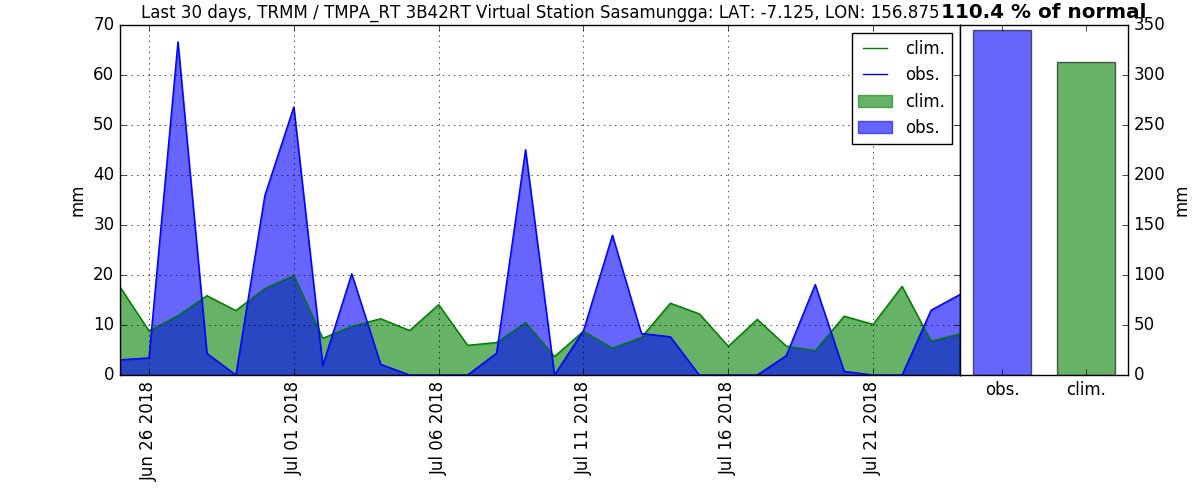 Last 30 days, TRMM / TMPA_RT 3B42RT Virtual Station Sasamungga: LAT: -7.125, LON: 156.875
110.4 % of normal
70
60
50
40
30
20
10
0
mm
clim.
obs.
clim.
obs.
350
300
250
200
150
100
50
0
mm
obs.
clim.
Jun 26 2018
Jul 01 2018
Jul 06 2018
Jul 11 2018
Jul 16 2018
Jul 21 2018